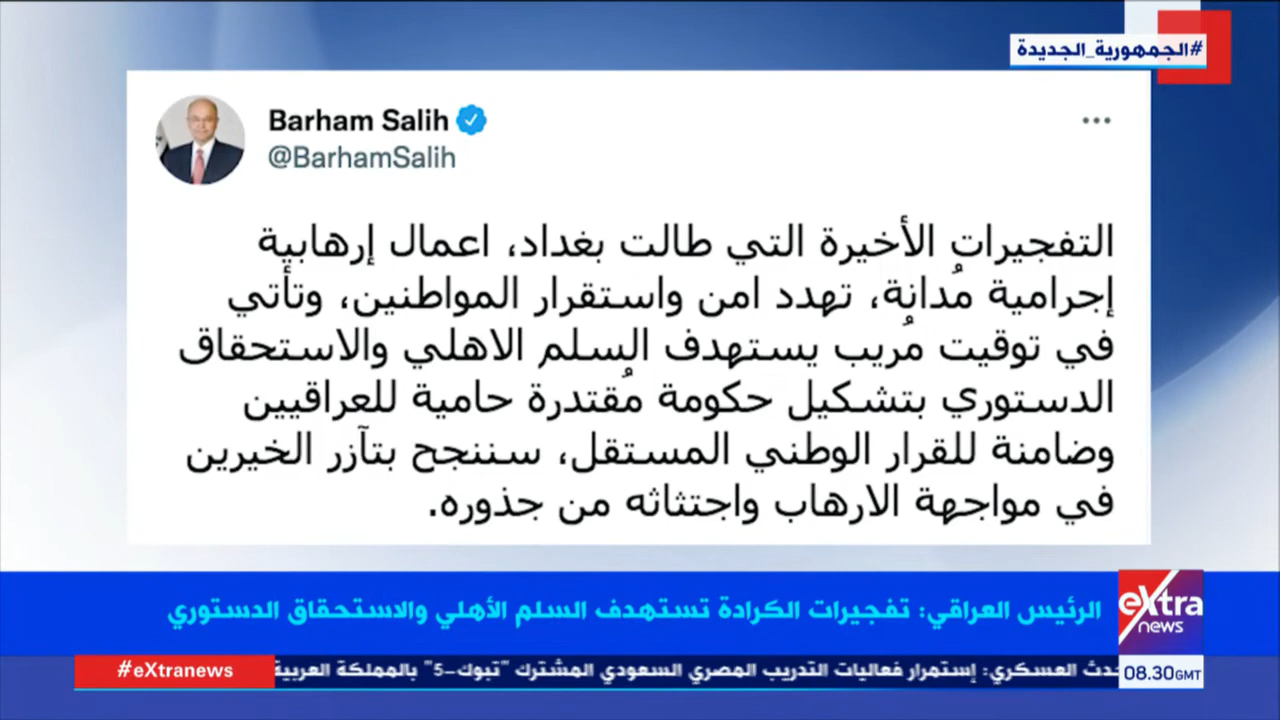 #الجمهورية_الجديدة
Barham Salih
@BarhamSalih
التفجيرات الأخيرة التي طالت بغداد، اعمال إرهابية
إجرامية مُدانة، تهدد امن واستقرار المواطنين، وتأتي
في توقيت مُريب يستهدف السلم الاهلي والاستحقاق
الدستوري بتشكيل حكومة مُقتدرة حامية للعراقيين
وضامنة للقرار الوطني المستقل، سننجح بتآزر الخيرين
في مواجهة الارهاب واجتثاثه من جذوره.
الرئيس العراقي: تفجيرات الكرادة تستهدف السلم الأهلي والاستحقاق الدستوري
eXtra
news
#eXtranews
العسكري: إستمرار فعاليات التدريب المصري السعودي المشترك "تبوك-5" بالمملكة العربية
08.30GMT